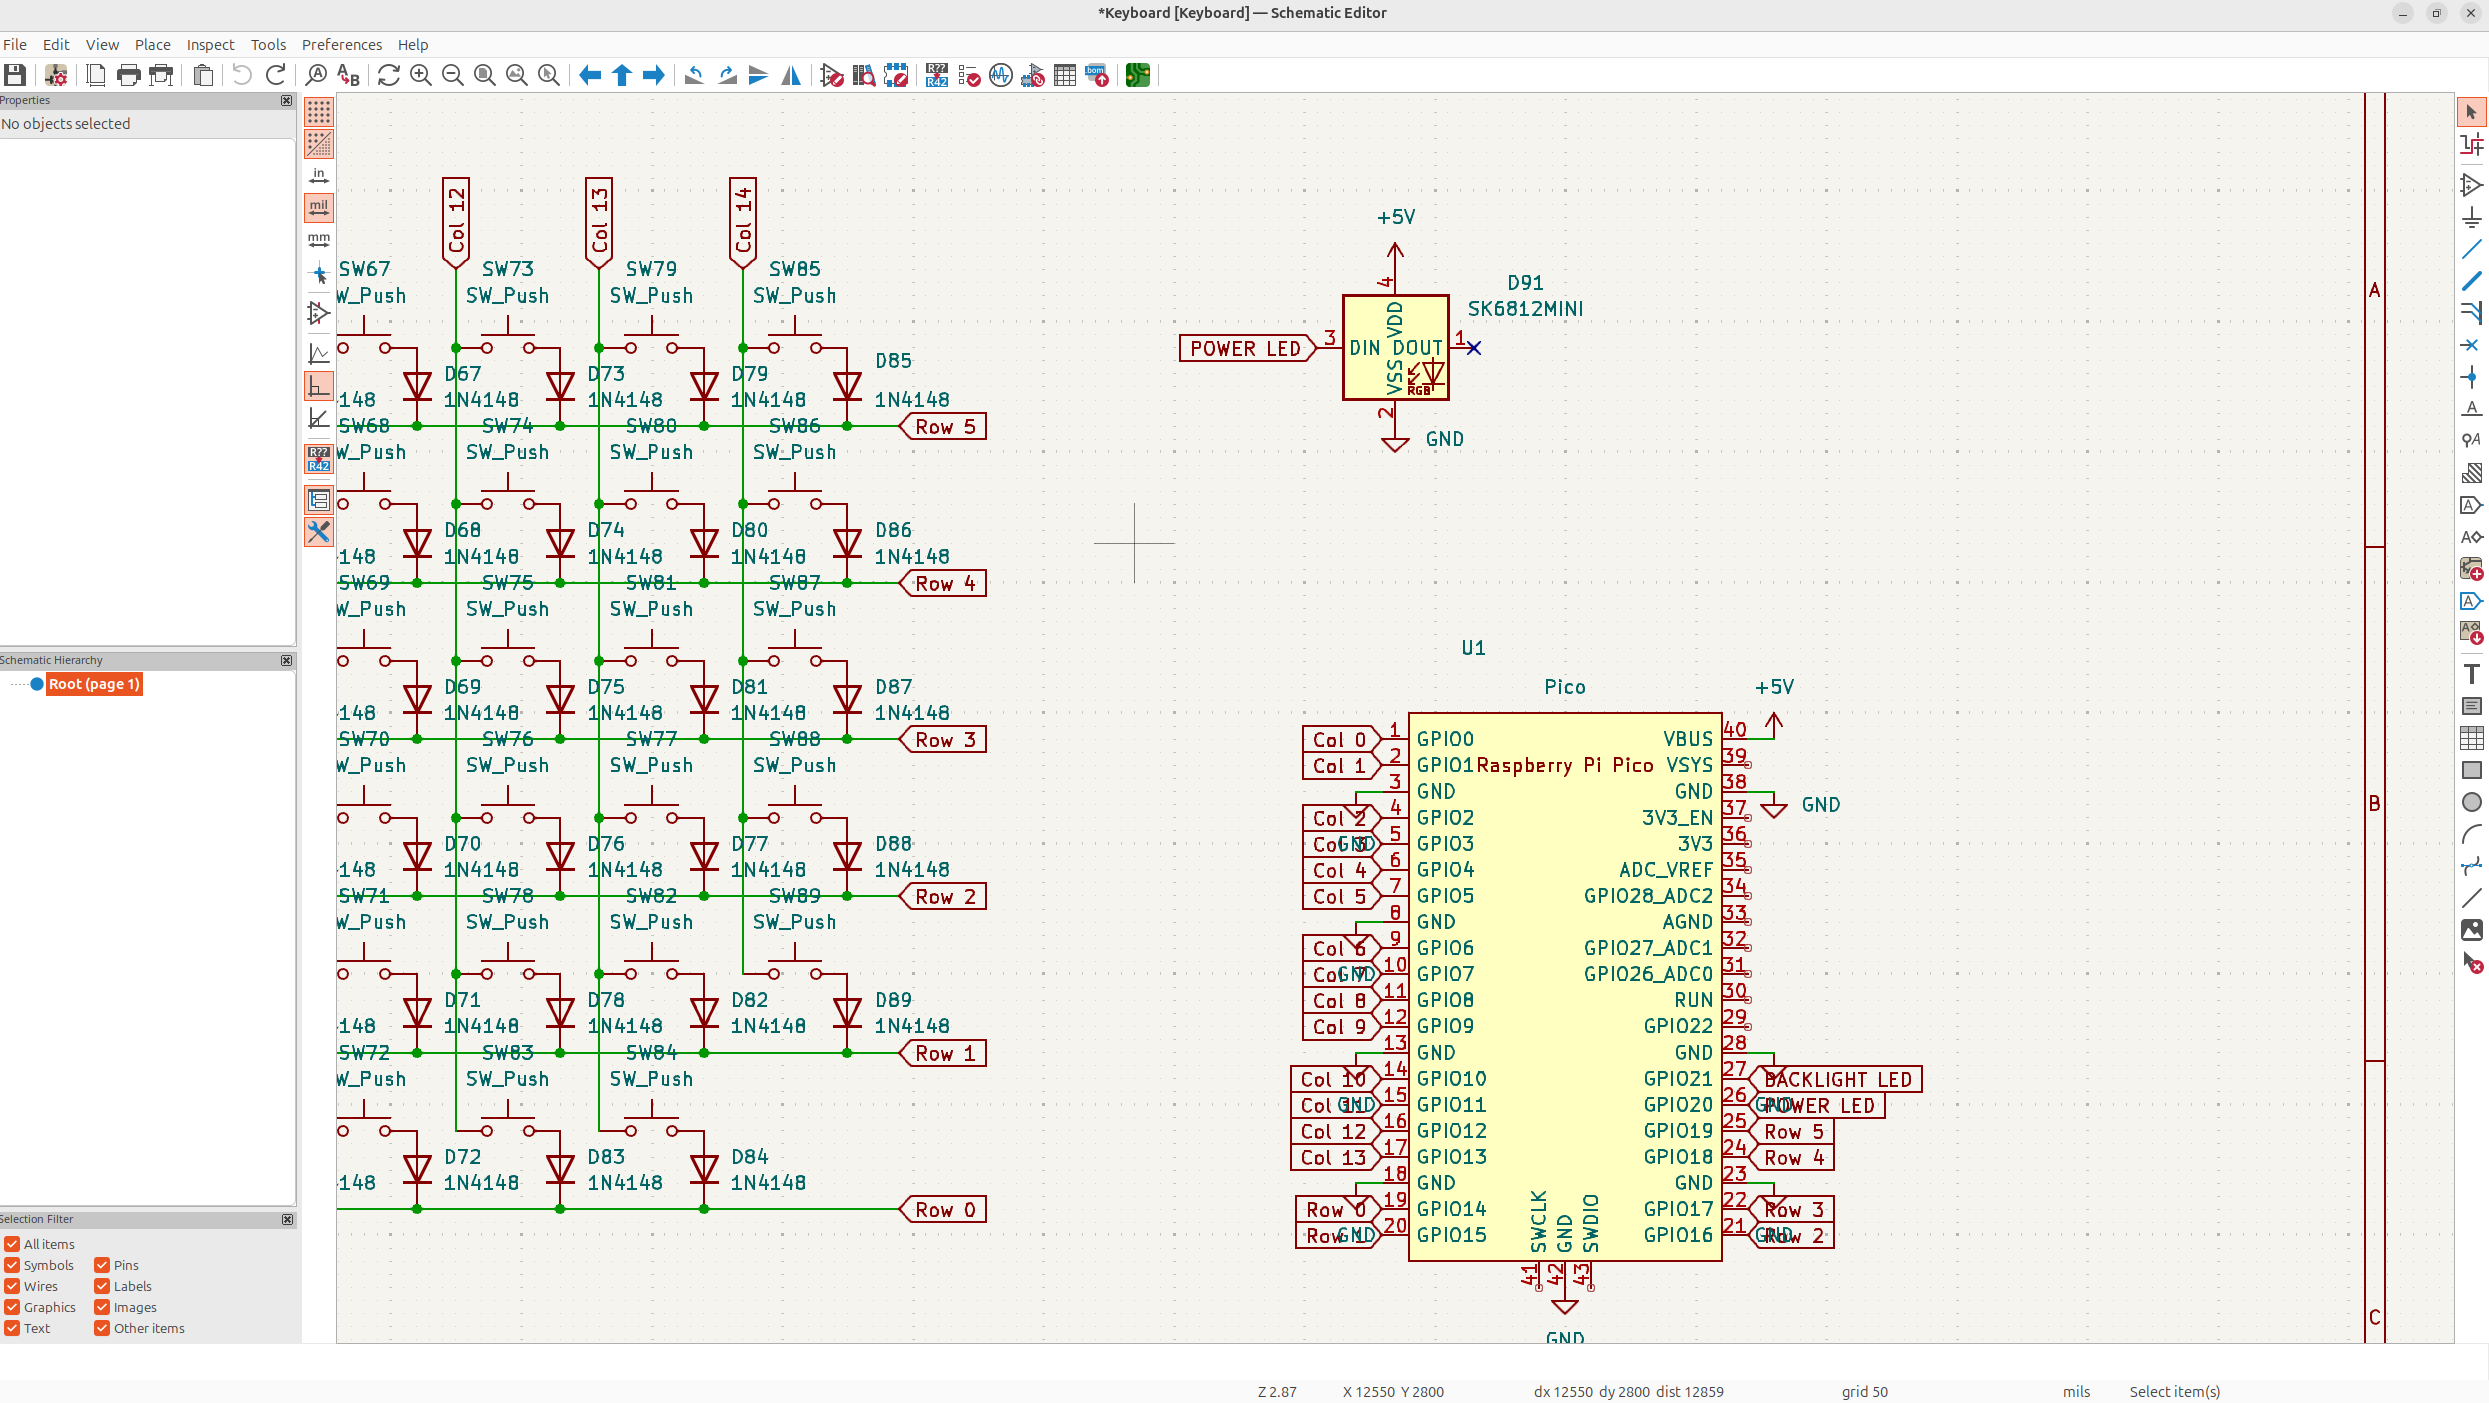 *Keyboard [Keyboard] — Schematic Editor
File Edit View Place Inspect Tools Preferences Help
Properties
No objects selected
in
mil
mm
R??
R42
Schematic Hierarchy
Root (page 1)
Selection Filter
All items
Symbols Pins
Wires Labels
Graphics Images
Text Other items
Col 12 Col 13 Col 14
SW67 SW73 SW79 SW85
W_Push SW_Push SW_Push SW_Push
D67 D73 D79 D85
148 1N4148 1N4148 1N4148 1N4148
SW68 SW74 SW80 SW86 Row 5
W_Push SW_Push SW_Push SW_Push
D68 D74 D80 D86
148 1N4148 1N4148 1N4148 1N4148
SW69 SW75 SW81 SW87 Row 4
W_Push SW_Push SW_Push SW_Push
D69 D75 D81 D87
148 1N4148 1N4148 1N4148 1N4148
SW70 SW76 SW77 SW88 Row 3
W_Push SW_Push SW_Push SW_Push
D70 D76 D77 D88
148 1N4148 1N4148 1N4148 1N4148
SW71 SW78 SW82 SW89 Row 2
W_Push SW_Push SW_Push SW_Push
D71 D78 D82 D89
148 1N4148 1N4148 1N4148 1N4148
SW72 SW83 SW84 Row 1
W_Push SW_Push SW_Push
D72 D83 D84
148 1N4148 1N4148 1N4148
Row 0
+5V
4
D91
SK6812MINI
VDD
POWER LED 3 DIN DOUT 1
VSS
RGB
2
GND
U1
Pico
+5V
Col 0 1 GPIO0 VBUS 40
Col 1 2 GPIO1 Raspberry Pi Pico VSYS 39
3 GND GND 38
GND
Col 2 4 GPIO2 3V3_EN 37
Col 3 GND 5 GPIO3 3V3 36
Col 4 6 GPIO4 ADC_VREF 35
Col 5 7 GPIO5 GPIO28_ADC2 34
8 GND AGND 33
Col 6 9 GPIO6 GPIO27_ADC1 32
Col 7 GND 10 GPIO7 GPIO26_ADC0 31
Col 8 11 GPIO8 RUN 30
Col 9 12 GPIO9 GPIO22 29
13 GND GND 28
Col 10 14 GPIO10 GPIO21 27 BACKLIGHT LED
Col 11 GND 15 GPIO11 GPIO20 26 GND POWER LED
Col 12 16 GPIO12 GPIO19 25 Row 5
Col 13 17 GPIO13 GPIO18 24 Row 4
18 GND GND 23
Row 0 19 GPIO14 GPIO17 22 Row 3
Row 1 GND 20 GPIO15 GPIO16 21 GND Row 2
SWCLK GND SWDIO
41 42 43
GND
A
B
C
Z 2.87 X 12550 Y 2800 dx 12550 dy 2800 dist 12859 grid 50 mils Select item(s)